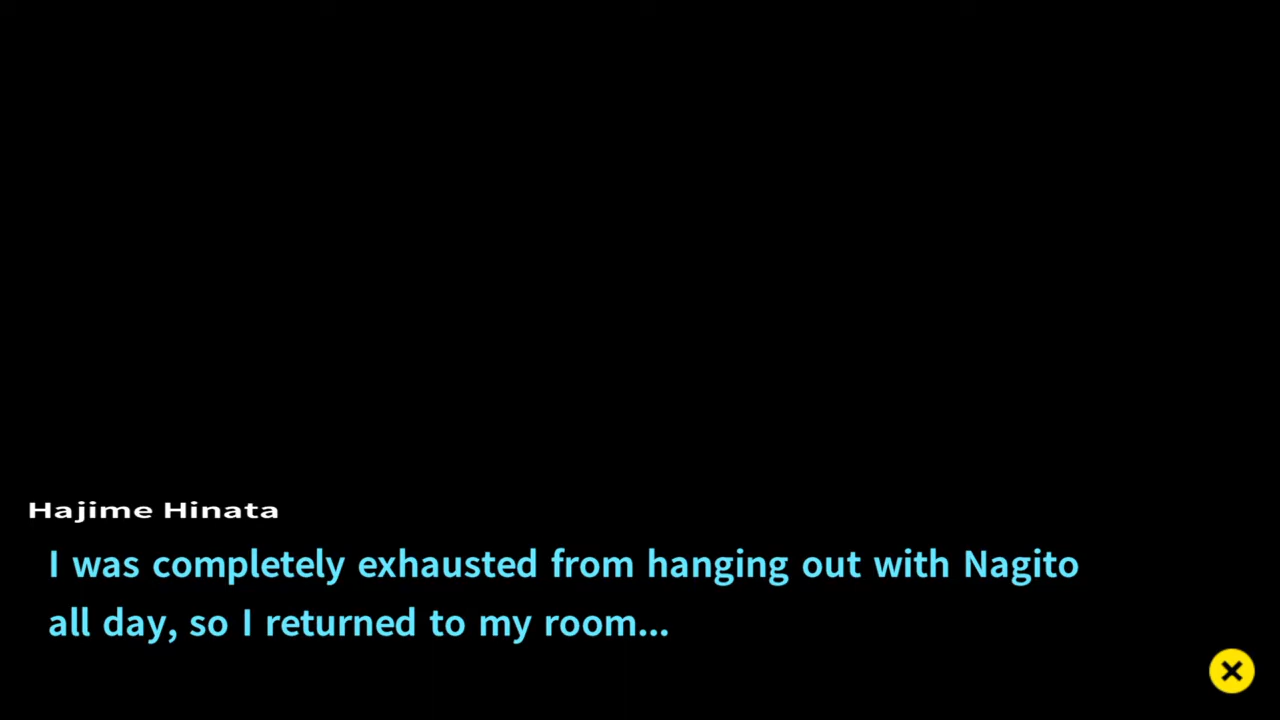 Hajime Hinata
I was completely exhausted from hanging out with Nagito
all day, so I returned to my room...